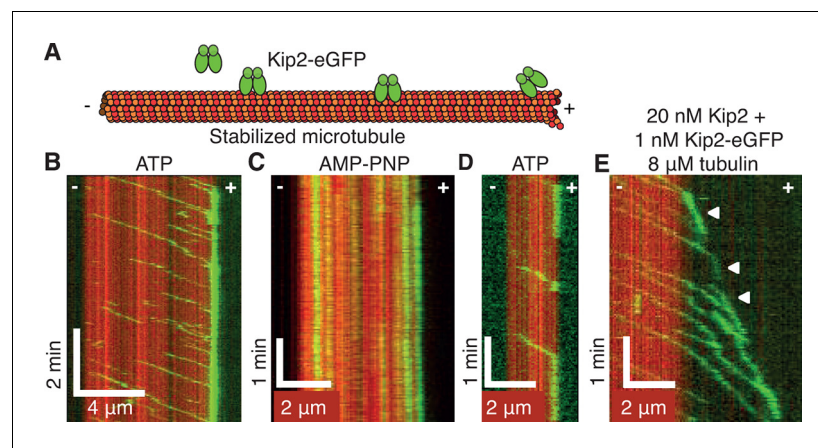 A
Kip2-eGFP
-
+
Stabilized microtubule
20 nM Kip2 +
1 nM Kip2-eGFP
8 μM tubulin
B ATP
C AMP-PNP
D ATP
E
- +
- +
- +
- +
2 min
4 μm
1 min
2 μm
1 min
2 μm
1 min
2 μm